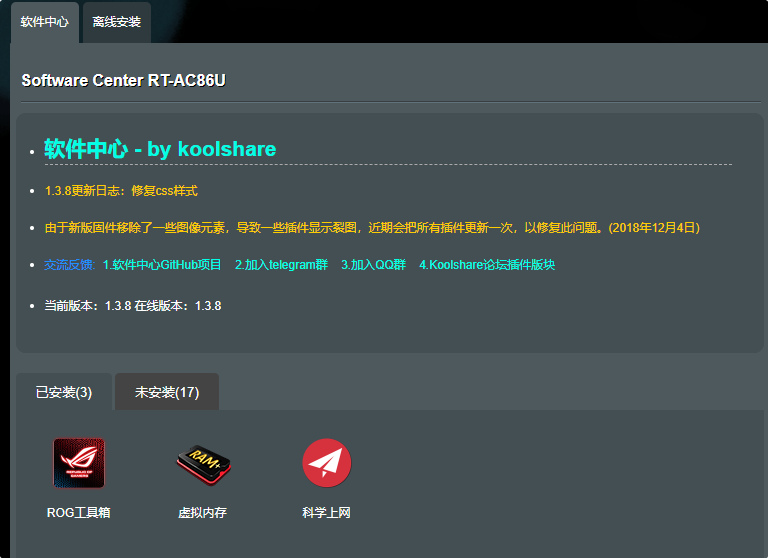 软件中心 离线安装
Software Center RT-AC86U
软件中心 - by koolshare
1.3.8更新日志：修复css样式
由于新版固件移除了一些图像元素，导致一些插件显示裂图，近期会把所有插件更新一次，以修复此问题。(2018年12月4日)
交流反馈: 1.软件中心GitHub项目 2.加入telegram群 3.加入QQ群 4.Koolshare论坛插件版块
当前版本：1.3.8 在线版本：1.3.8
已安装(3) 未安装(17)
REPUBLIC OF
GAMERS
RAM+
ROG工具箱 虚拟内存 科学上网